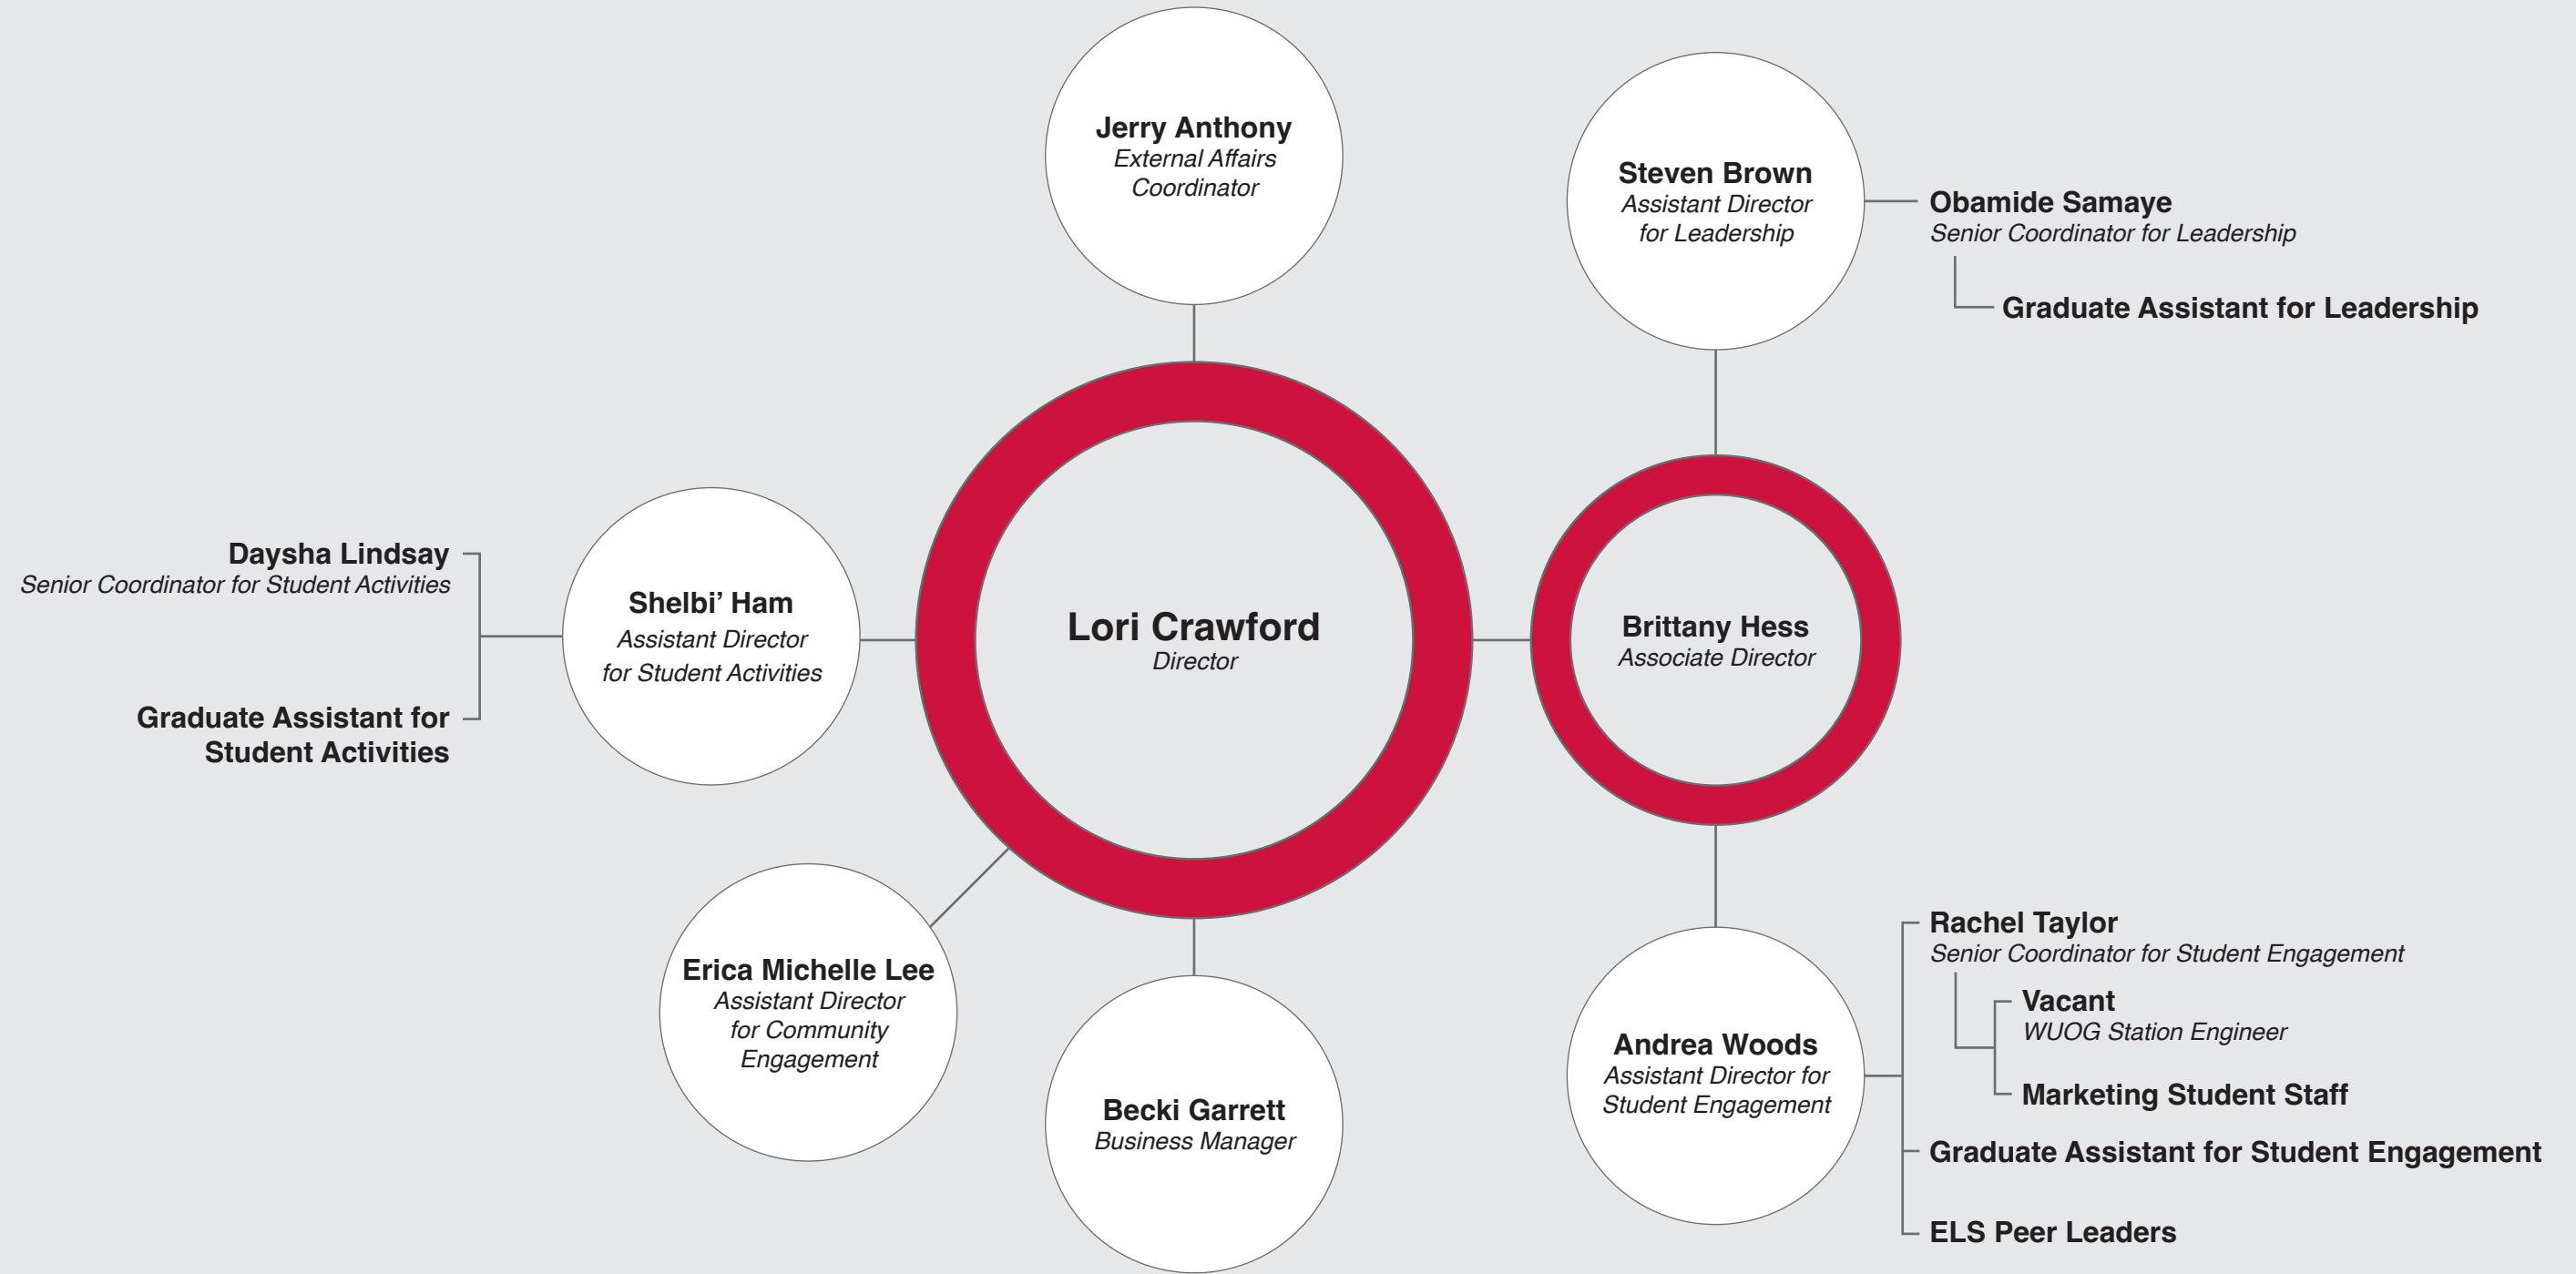 Jerry Anthony
External Affairs
Coordinator
Steven Brown
Assistant Director
for Leadership
Obamide Samaye
Senior Coordinator for Leadership
Graduate Assistant for Leadership
Daysha Lindsay
Senior Coordinator for Student Activities
Graduate Assistant for
Student Activities
Shelbi’ Ham
Assistant Director
for Student Activities
Lori Crawford
Director
Brittany Hess
Associate Director
Erica Michelle Lee
Assistant Director
for Community
Engagement
Becki Garrett
Business Manager
Andrea Woods
Assistant Director for
Student Engagement
Rachel Taylor
Senior Coordinator for Student Engagement
Vacant
WUOG Station Engineer
Marketing Student Staff
Graduate Assistant for Student Engagement
ELS Peer Leaders